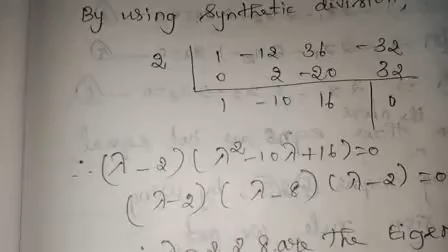 By using synthetic division,
2 | 1 -12 36 -32
0 2 -20 32
1 -10 16 | 0
∴ (λ-2) (λ²-10λ+16)=0
(λ-2) (λ-8) (λ-2) = 0
are the Eigen